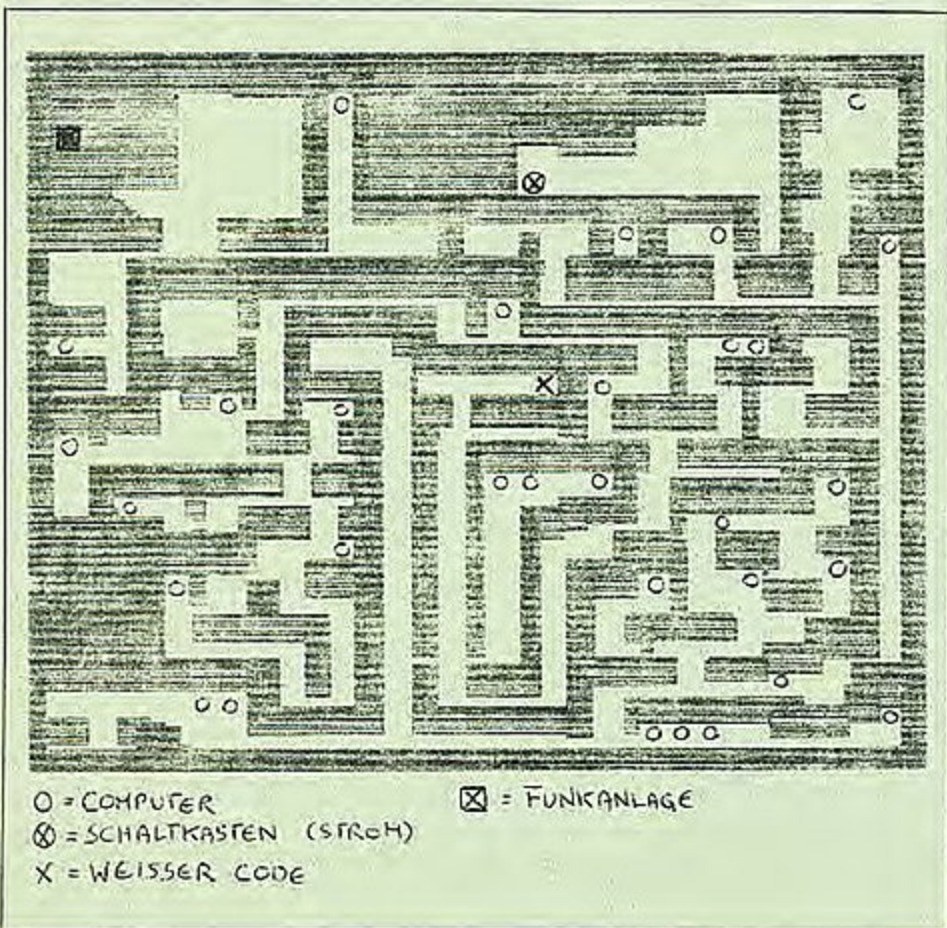 O = COMPUTER
⊗ = SCHALTKASTEN (STROM)
X = WEISSER CODE
☒ = FUNKANLAGE